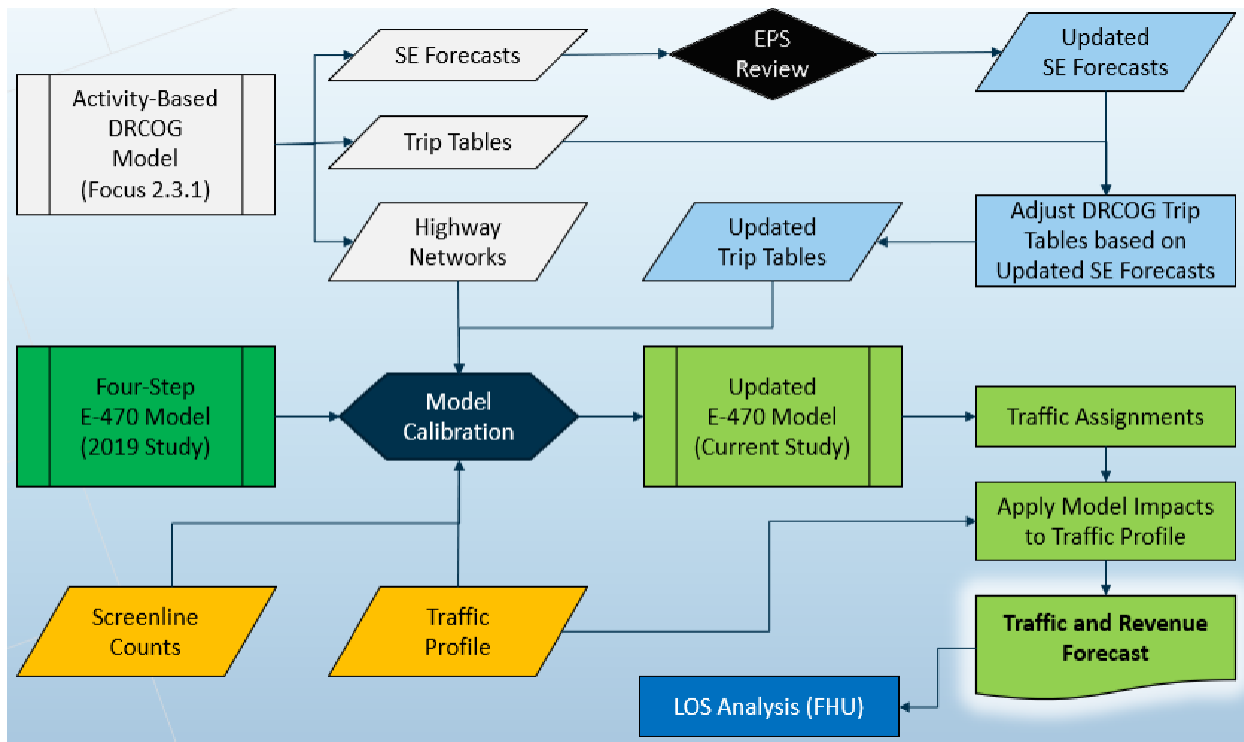 SE Forecasts
EPS
Review
Updated
SE Forecasts
Activity-Based
DRCOG
Model
(Focus 2.3.1)
Trip Tables
Highway
Networks
Updated
Trip Tables
Adjust DRCOG Trip
Tables based on
Updated SE Forecasts
Four-Step
E-470 Model
(2019 Study)
Model
Calibration
Updated
E-470 Model
(Current Study)
Traffic Assignments
Apply Model Impacts
to Traffic Profile
Screenline
Counts
Traffic
Profile
Traffic and Revenue
Forecast
LOS Analysis (FHU)